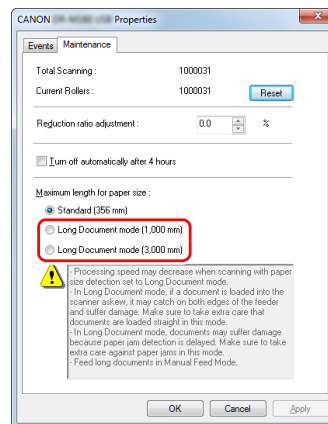 CANON Properties
Events Maintenance
Total Scanning : 1000031
Current Rollers : 1000031 Reset
Reduction ratio adjustment : 0.0 %
Turn off automatically after 4 hours
Maximum length for paper size :
Standard (356 mm)
Long Document mode (1,000 mm)
Long Document mode (3,000 mm)
- Processing speed may decrease when scanning with paper
size detection set to Long Document mode.
- In Long Document mode, if a document is loaded into the
scanner askew, it may catch on both edges of the feeder
and suffer damage. Make sure to take extra care that
documents are loaded straight in this mode.
- In Long Document mode, documents may suffer damage
because paper jam detection is delayed. Make sure to take
extra care against paper jams in this mode.
- Feed long documents in Manual Feed Mode.
OK Cancel Apply